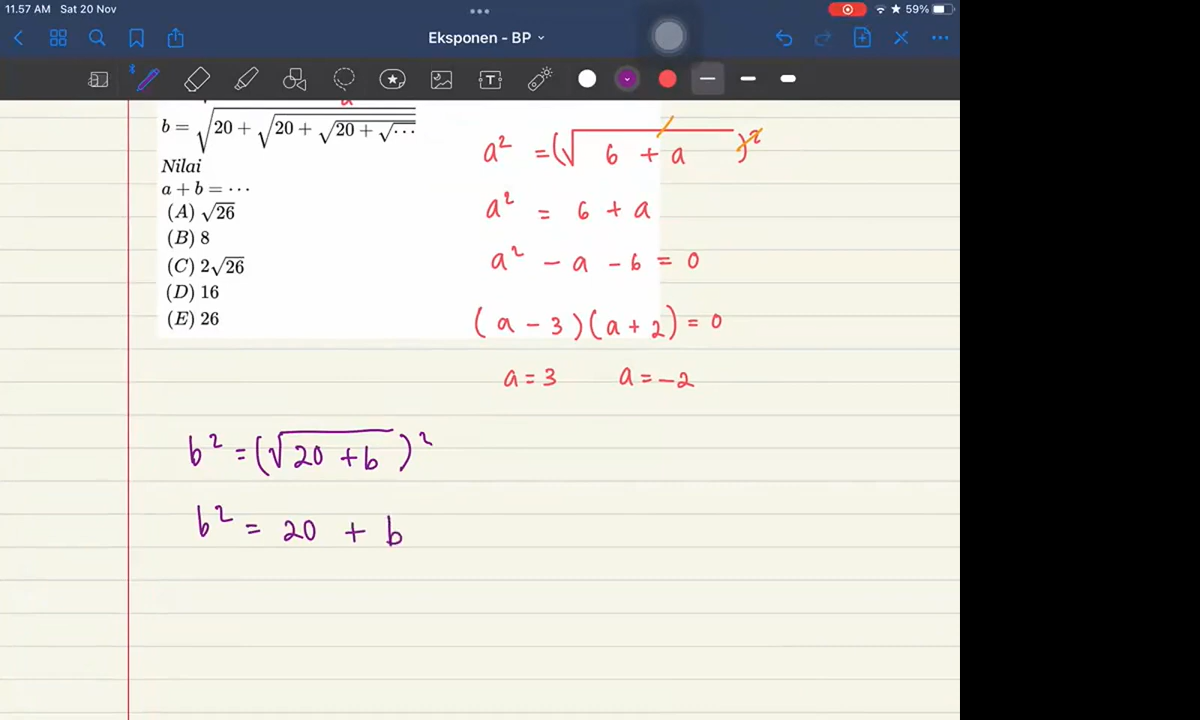 11.57 AM Sat 20 Nov
59%
Eksponen - BP
a
b = √(20 + √(20 + √(20 + √⋯)))
Nilai
a + b = ⋯
(A) √26
(B) 8
(C) 2√26
(D) 16
(E) 26
a² = (√(6 + a))²
a² = 6 + a
a² - a - 6 = 0
(a - 3)(a + 2) = 0
a = 3 a = -2
b² = (√(20 + b))²
b² = 20 + b